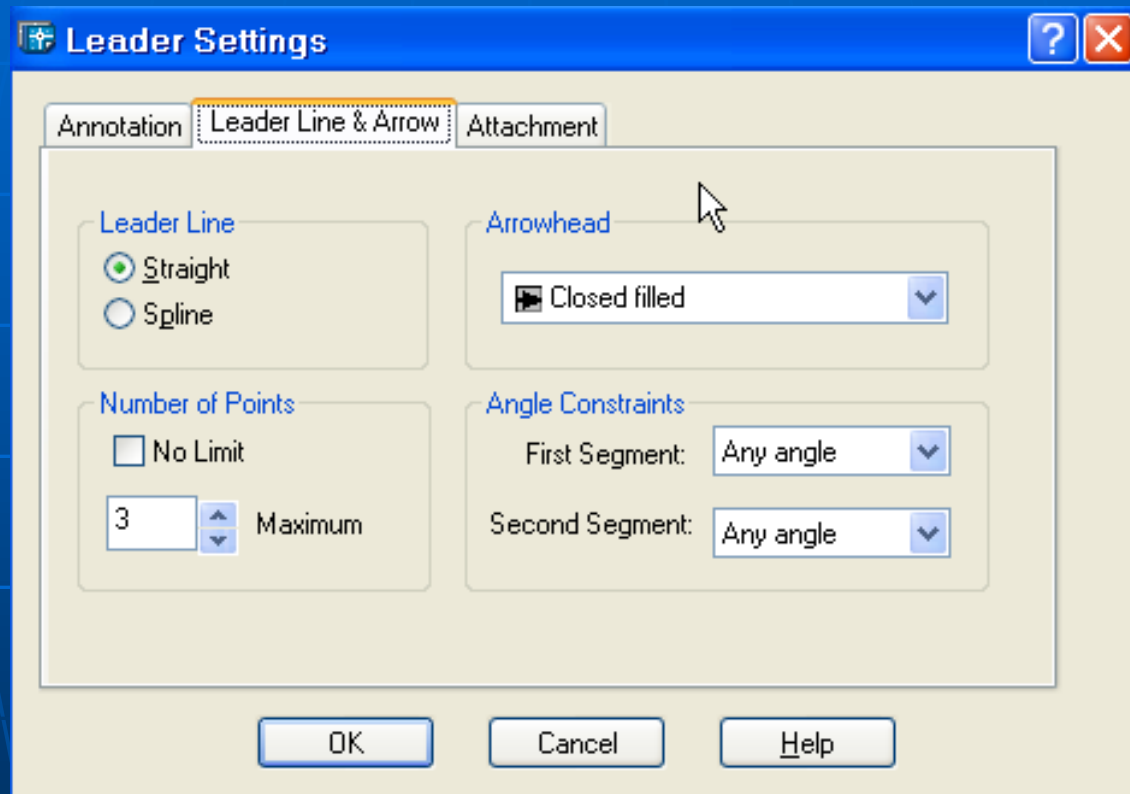 Leader Settings
Annotation
Leader Line & Arrow
Attachment
Leader Line
Straight
Spline
Arrowhead
Closed filled
Number of Points
No Limit
3
Maximum
Angle Constraints
First Segment:
Any angle
Second Segment:
Any angle
OK
Cancel
Help